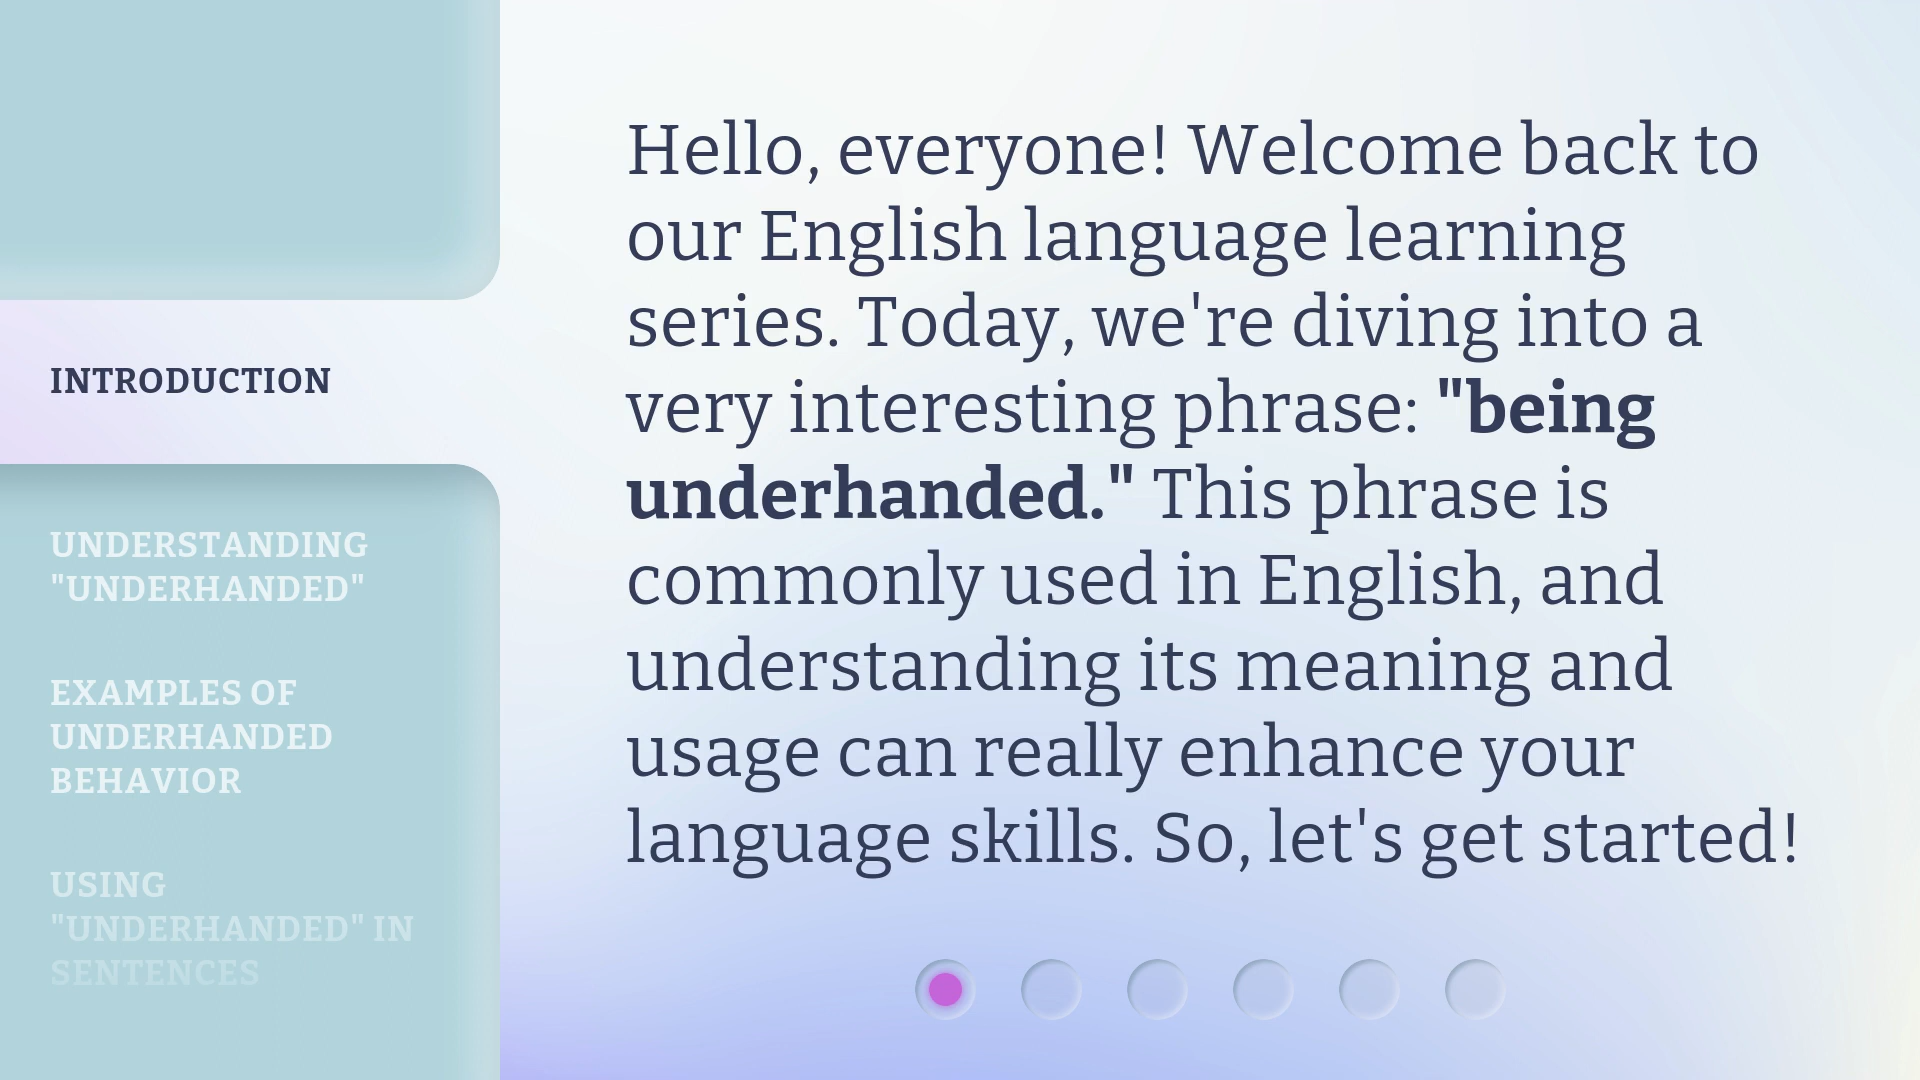 INTRODUCTION
UNDERSTANDING
"UNDERHANDED"
EXAMPLES OF
UNDERHANDED
BEHAVIOR
USING
"UNDERHANDED" IN
SENTENCES
Hello, everyone! Welcome back to
our English language learning
series. Today, we're diving into a
very interesting phrase: "being
underhanded." This phrase is
commonly used in English, and
understanding its meaning and
usage can really enhance your
language skills. So, let's get started!